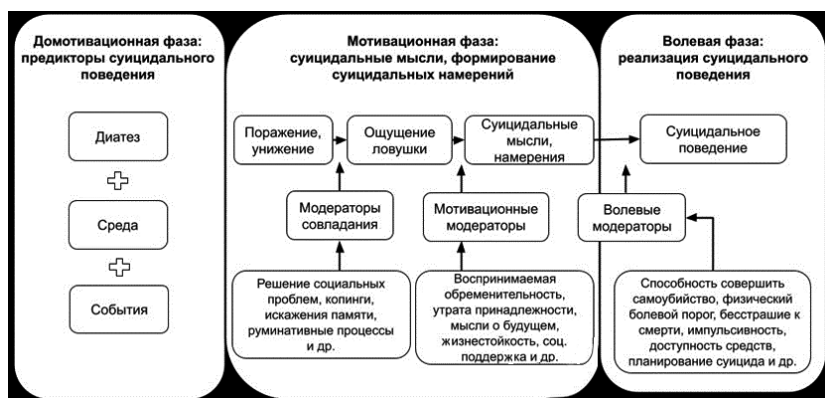 Домотивационная фаза:
предикторы суицидального
поведения
Диатез
Среда
События
Мотивационная фаза:
суицидальные мысли, формирование
суицидальных намерений
Поражение,
унижение
Ощущение
ловушки
Суицидальные
мысли,
намерения
Модераторы
совладания
Мотивационные
модераторы
Решение социальных
проблем, копинги,
искажения памяти,
руминативные процессы
и др.
Воспринимаемая
обременительность,
утрата принадлежности,
мысли о будущем,
жизнестойкость, соц.
поддержка и др.
Волевая фаза:
реализация суицидального
поведения
Суицидальное
поведение
Волевые
модераторы
Способность совершить
самоубийство, физический
болевой порог, бесстрашие к
смерти, импульсивность,
доступность средств,
планирование суицида и др.